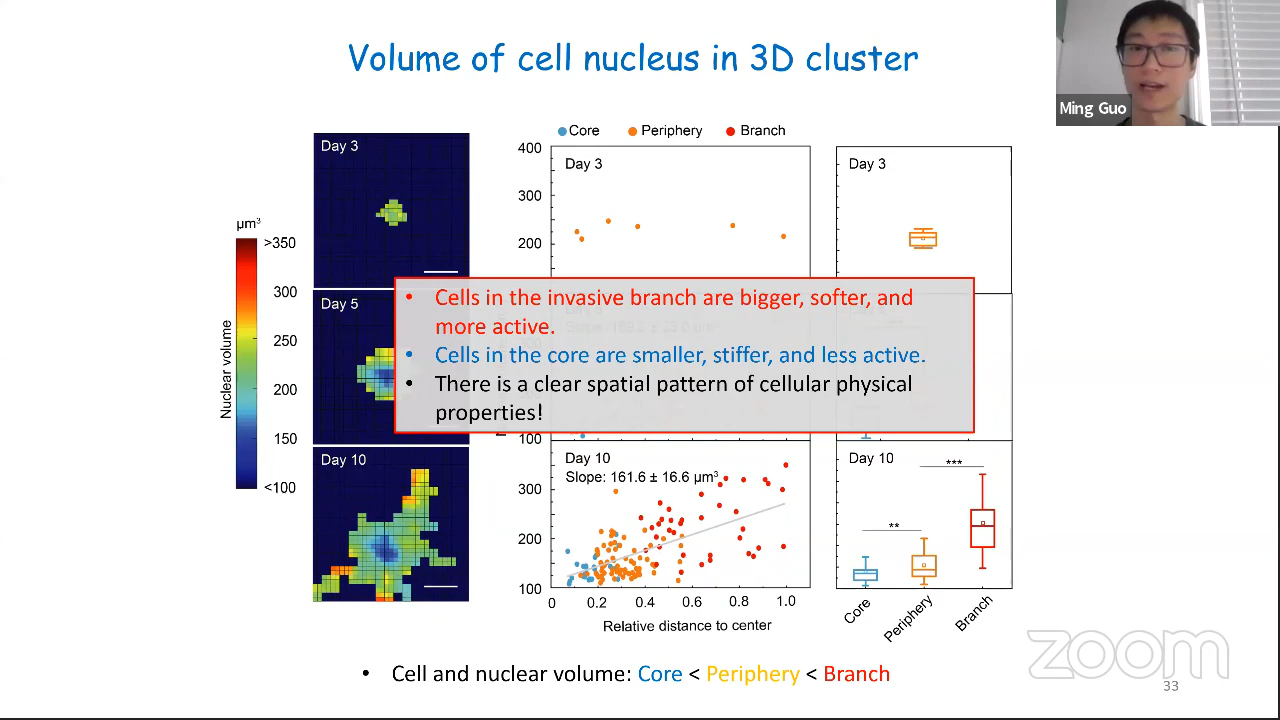 Volume of cell nucleus in 3D cluster
Ming Guo
Core
Periphery
Branch
µm³
>350
300
250
200
150
<100
Nuclear volume
Day 3
Day 5
Day 10
Day 3
400
300
200
100
Day 10
Slope: 161.6 ± 16.6 µm³
300
200
100
0
0.2
0.4
0.6
0.8
1.0
Relative distance to center
Day 3
Day 10
***
**
Core
Periphery
Branch
• Cells in the invasive branch are bigger, softer, and
more active.
• Cells in the core are smaller, stiffer, and less active.
• There is a clear spatial pattern of cellular physical
properties!
• Cell and nuclear volume: Core < Periphery < Branch
zoom
33